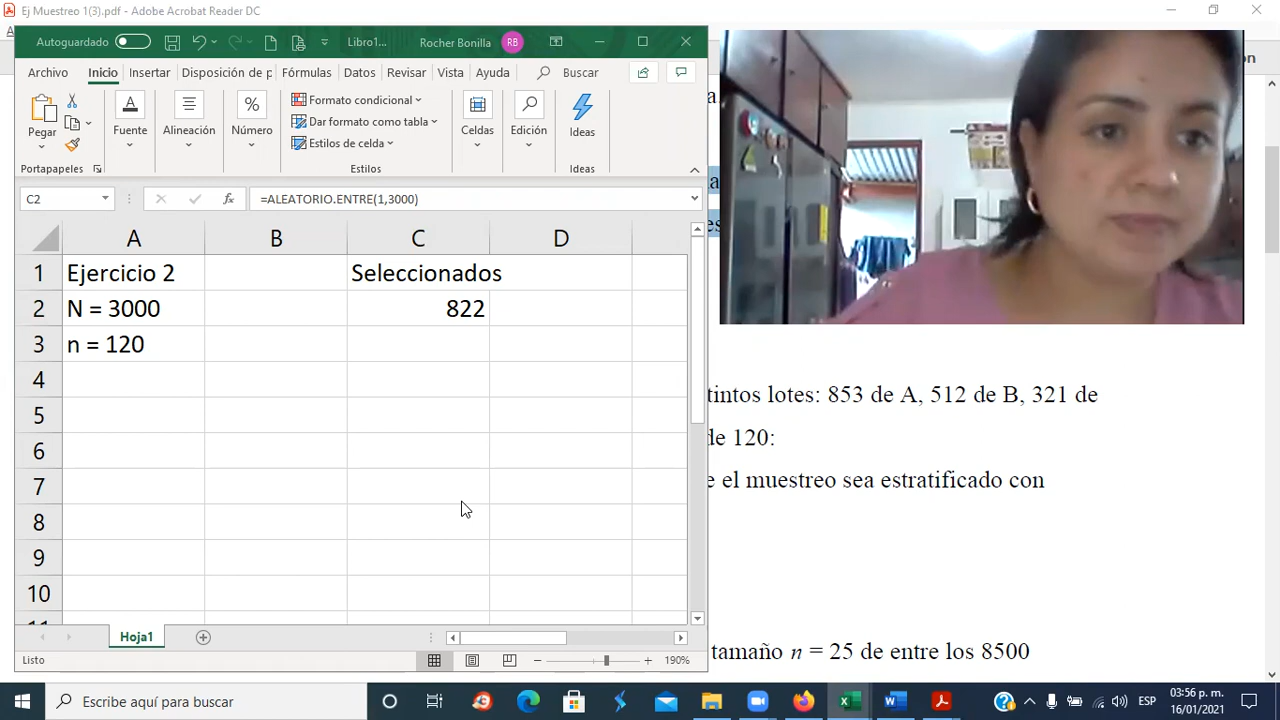 Ej Muestreo 1(3).pdf - Adobe Acrobat Reader DC
Autoguardado
Libro1...
Rocher Bonilla
RB
Archivo
Inicio
Insertar
Disposición de p
Fórmulas
Datos
Revisar
Vista
Ayuda
Buscar
Pegar
Fuente
Alineación
Número
Formato condicional
Dar formato como tabla
Estilos de celda
Celdas
Edición
Ideas
Portapapeles
Estilos
Ideas
C2
=ALEATORIO.ENTRE(1,3000)
A B C D
1 Ejercicio 2 Seleccionados
2 N = 3000 822
3 n = 120
4
5
6
7
8
9
10
11
Hoja1
Listo
190%
tintos lotes: 853 de A, 512 de B, 321 de
de 120:
e el muestreo sea estratificado con
tamaño n = 25 de entre los 8500
Escribe aquí para buscar
ESP
03:56 p. m.
16/01/2021